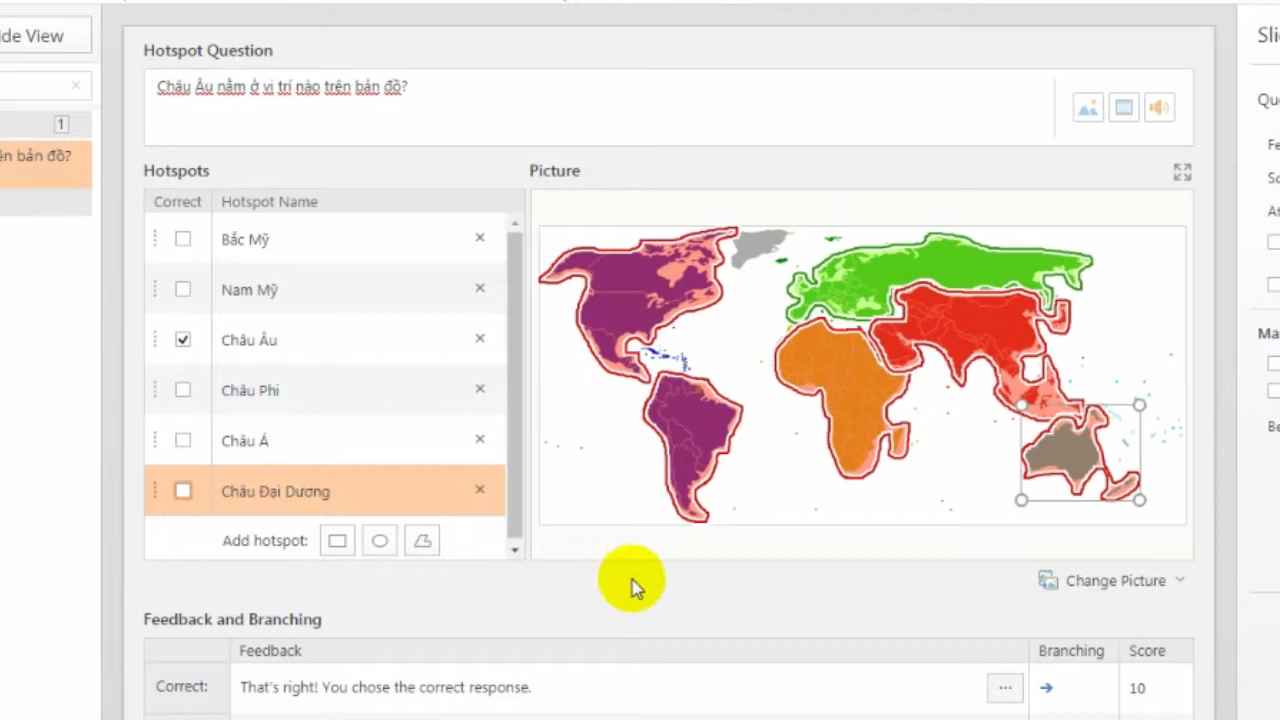 ide View
Hotspot Question
Châu Âu nằm ở vị trí nào trên bản đồ?
1
ên bản đồ?
Hotspots
Picture
Correct
Hotspot Name
Bắc Mỹ
Nam Mỹ
Châu Âu
Châu Phi
Châu Á
Châu Đại Dương
Add hotspot:
Change Picture
Feedback and Branching
Feedback
Branching
Score
Correct:
That's right! You chose the correct response.
10
Sli
Qu
Fe
Sc
At
Ma
Be